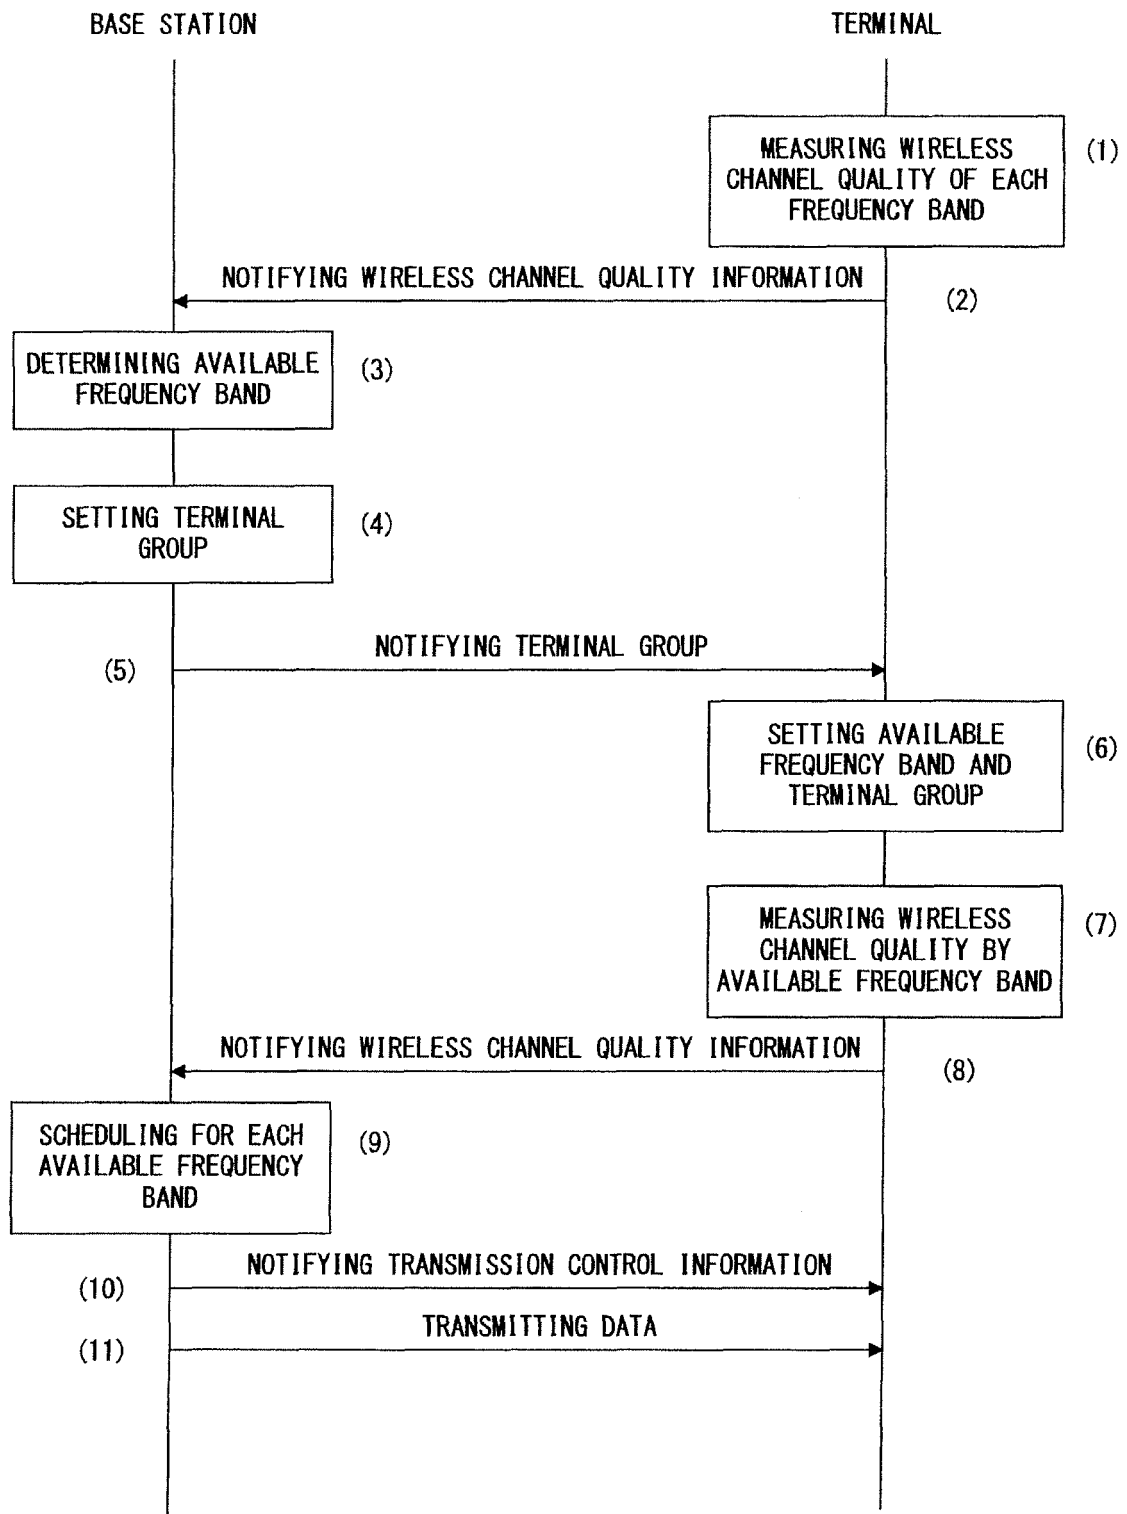 BASE STATION
TERMINAL
MEASURING WIRELESS
CHANNEL QUALITY OF EACH
FREQUENCY BAND
(1)
NOTIFYING WIRELESS CHANNEL QUALITY INFORMATION
(2)
DETERMINING AVAILABLE
FREQUENCY BAND
(3)
SETTING TERMINAL
GROUP
(4)
NOTIFYING TERMINAL GROUP
(5)
SETTING AVAILABLE
FREQUENCY BAND AND
TERMINAL GROUP
(6)
MEASURING WIRELESS
CHANNEL QUALITY BY
AVAILABLE FREQUENCY BAND
(7)
NOTIFYING WIRELESS CHANNEL QUALITY INFORMATION
(8)
SCHEDULING FOR EACH
AVAILABLE FREQUENCY
BAND
(9)
NOTIFYING TRANSMISSION CONTROL INFORMATION
(10)
TRANSMITTING DATA
(11)